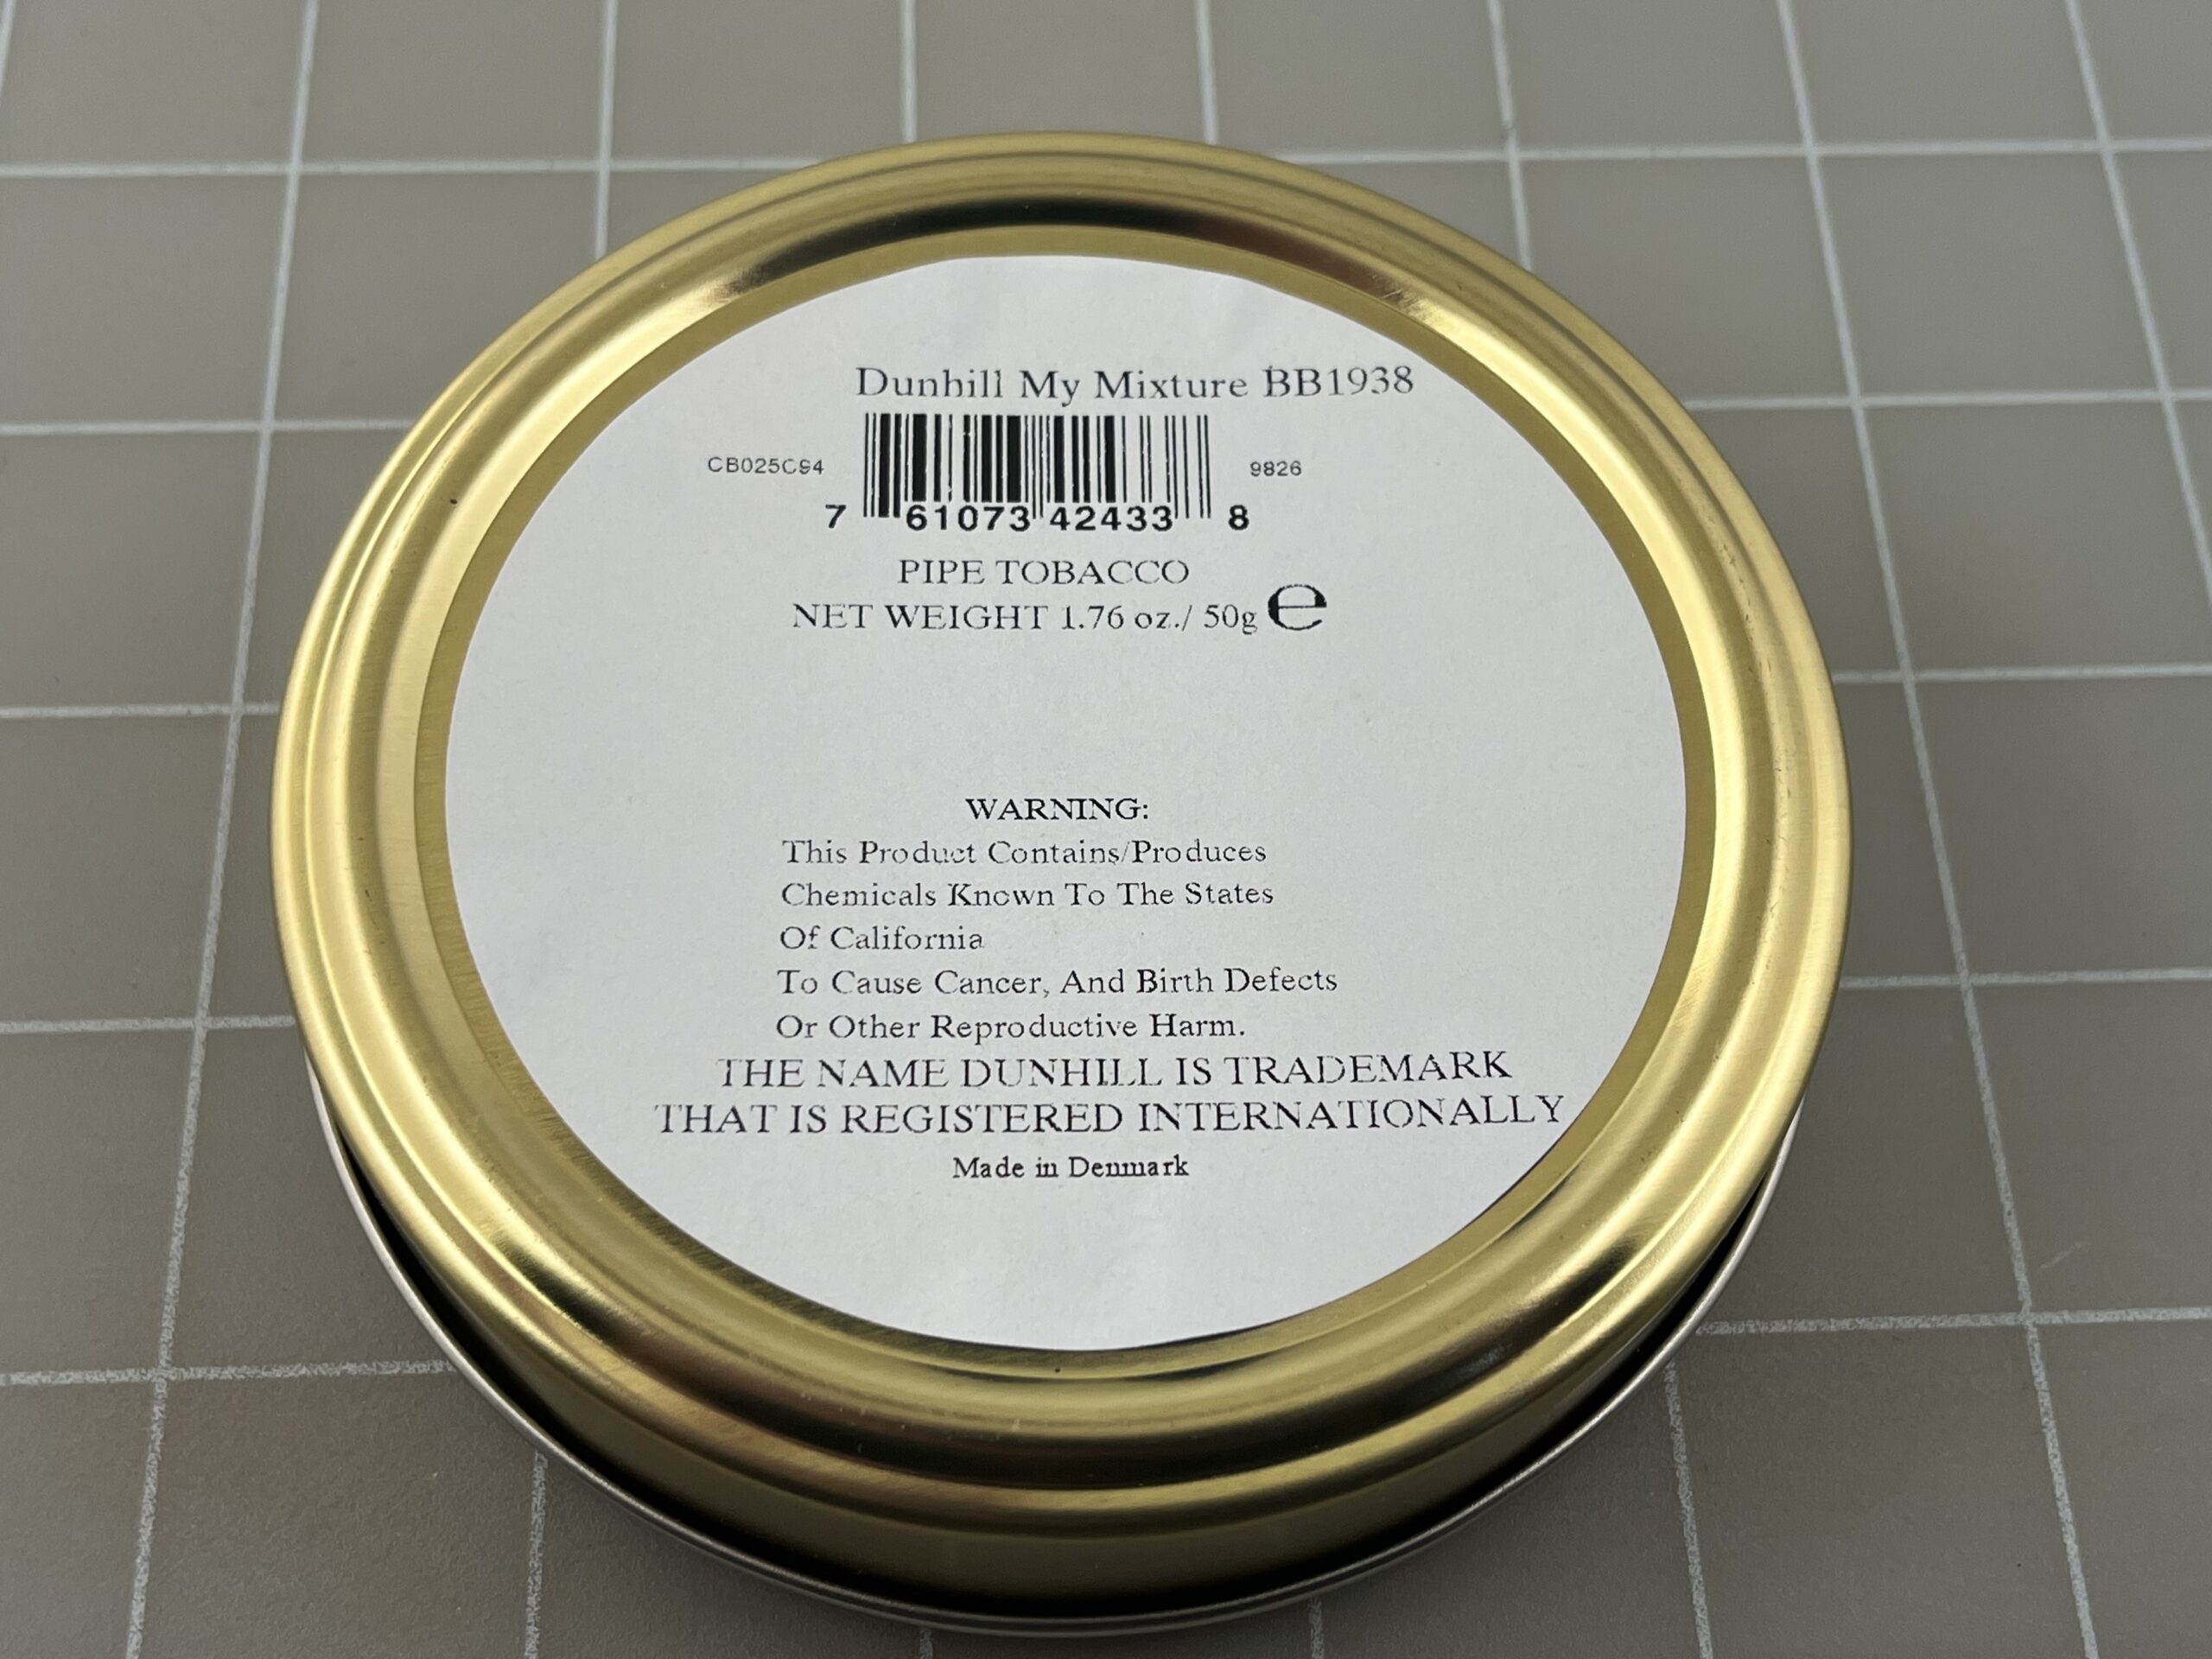 Dunhill My Mixture BB1938
CB025C94
9826
7 61073 42433 8
PIPE TOBACCO
NET WEIGHT 1.76 oz./ 50g ℮
WARNING:
This Product Contains/Produces
Chemicals Known To The States
Of California
To Cause Cancer, And Birth Defects
Or Other Reproductive Harm.
THE NAME DUNHILL IS TRADEMARK
THAT IS REGISTERED INTERNATIONALLY
Made in Denmark